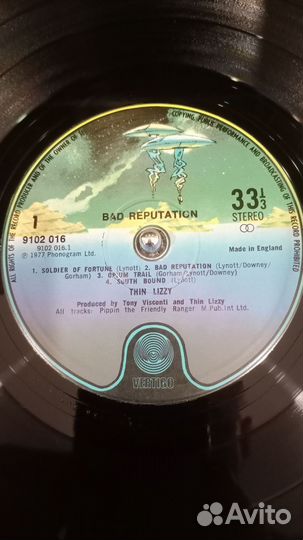 ALL RIGHTS OF THE RECORD PRODUCER AND OF THE OWNER OF
COPYING, PUBLIC PERFORMANCE AND BROADCASTING OF THIS RECORD PROHIBITED
BAD REPUTATION
1
9102 016
9102 016.1
℗ 1977 Phonogram Ltd.
33 1/3
STEREO
Made in England
1. SOLDIER OF FORTUNE (Lynott) 2. BAD REPUTATION (Lynott/Downey/
Gorham) 3. OPIUM TRAIL (Gorham/Lynott/Downey)
4. SOUTH BOUND (Lynott)
THIN LIZZY
Produced by Tony Visconti and Thin Lizzy
All tracks: Pippin the Friendly Ranger M Pub.Int Ltd.
VERTIGO
Avito